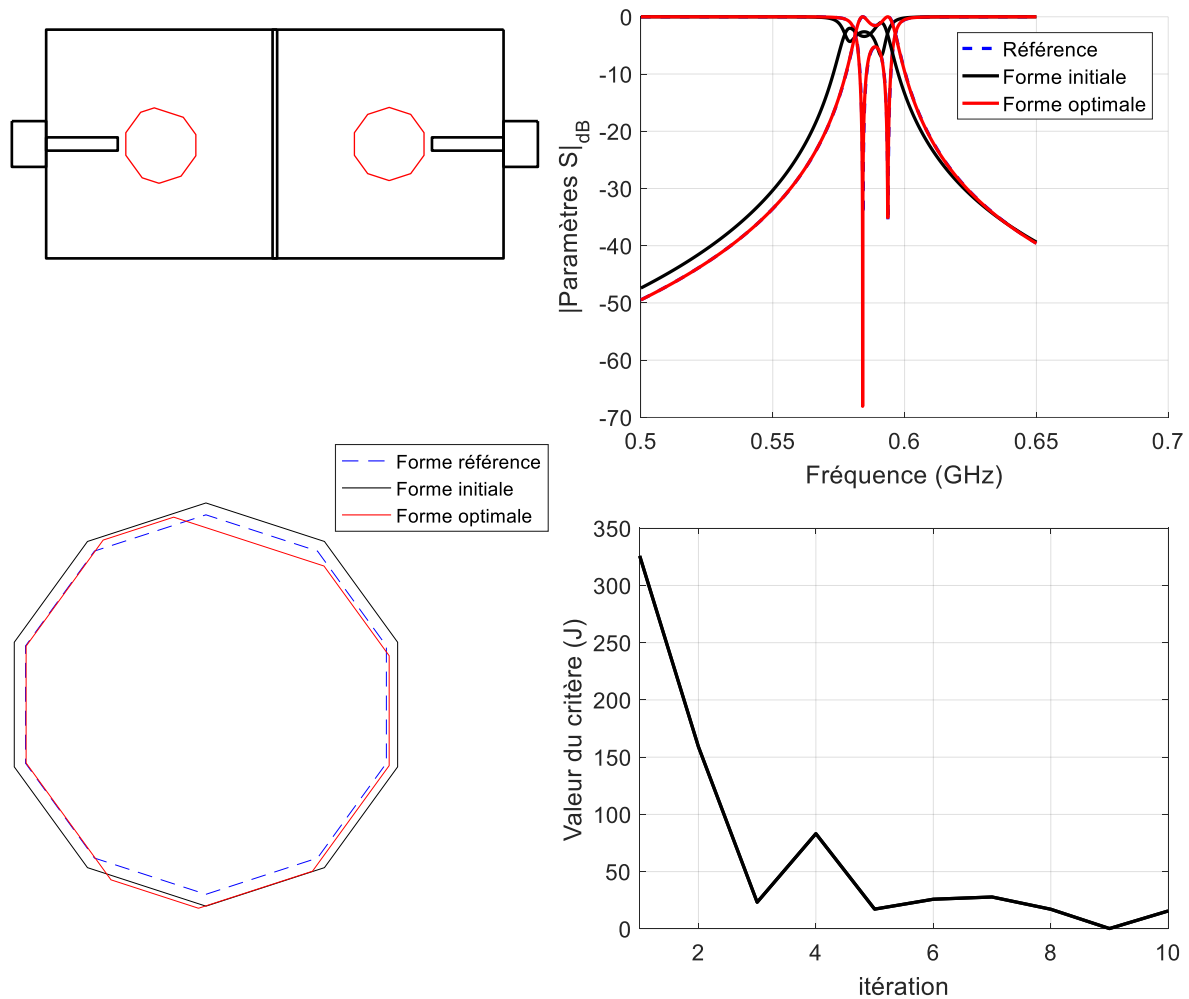 0
-10
-20
-30
-40
-50
-60
-70
|Paramètres S|dB
Référence
Forme initiale
Forme optimale
0.5 0.55 0.6 0.65 0.7
Fréquence (GHz)
Forme référence
Forme initiale
Forme optimale
350
300
250
200
150
100
50
0
Valeur du critère (J)
2 4 6 8 10
itération